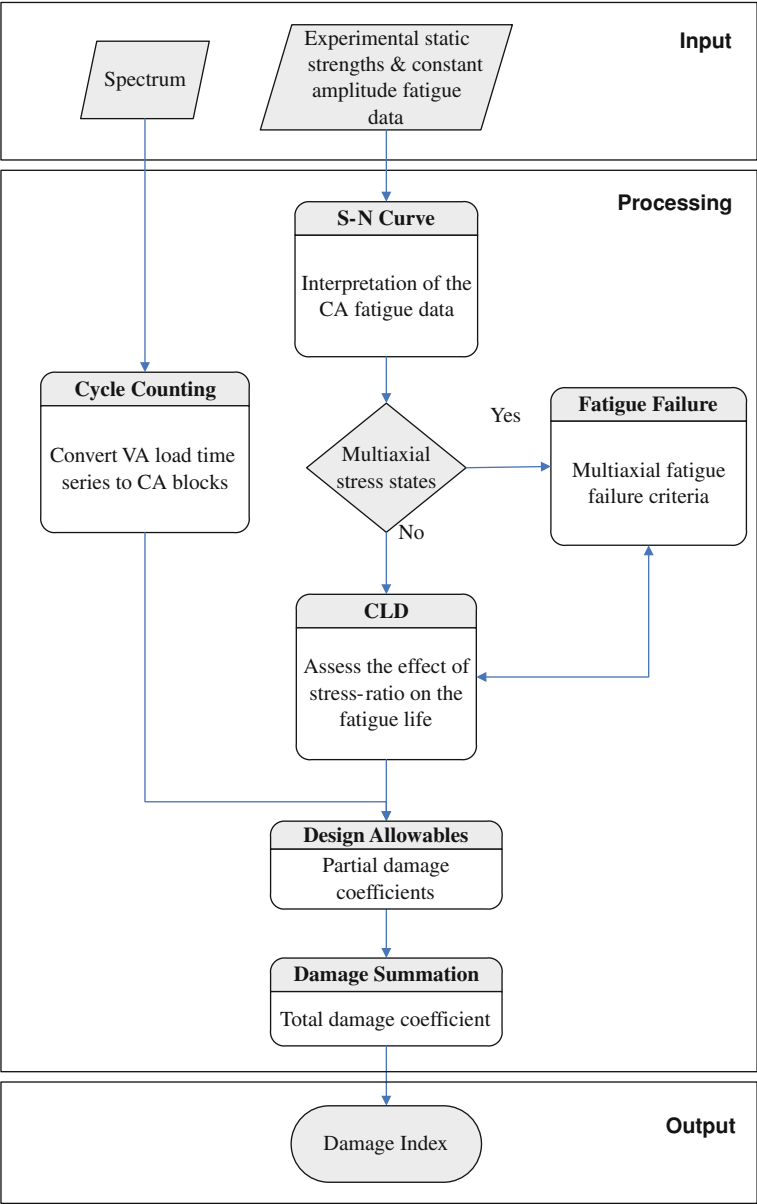 Input
Spectrum
Experimental static
strengths & constant
amplitude fatigue
data
Processing
S-N Curve
Interpretation of the
CA fatigue data
Cycle Counting
Convert VA load time
series to CA blocks
Multiaxial
stress states
Yes
No
Fatigue Failure
Multiaxial fatigue
failure criteria
CLD
Assess the effect of
stress-ratio on the
fatigue life
Design Allowables
Partial damage
coefficients
Damage Summation
Total damage coefficient
Output
Damage Index